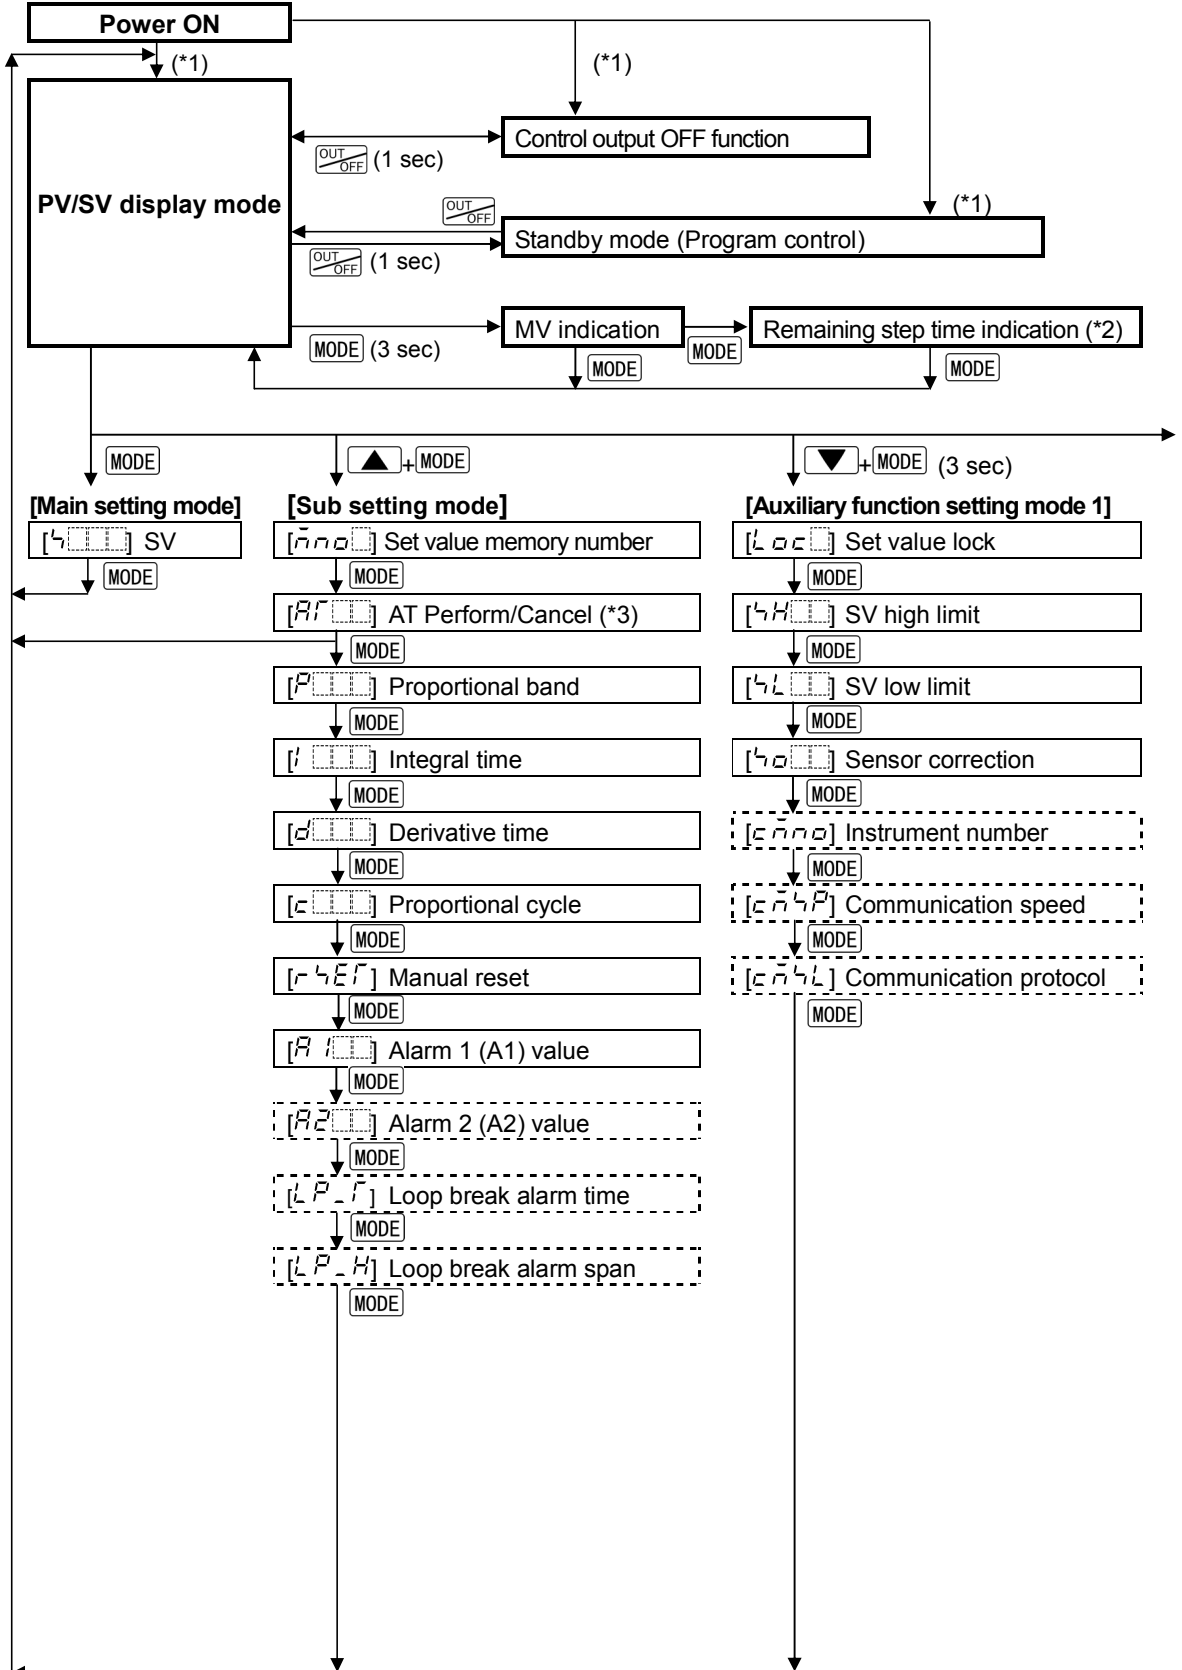 Power ON
(*1)
(*1)
Control output OFF function
OUT/OFF (1 sec)
PV/SV display mode
OUT/OFF
(*1)
Standby mode (Program control)
OUT/OFF (1 sec)
MV indication
Remaining step time indication (*2)
MODE (3 sec)
MODE
MODE
MODE
MODE
▲+MODE
▼+MODE (3 sec)
[Main setting mode]
[Sub setting mode]
[Auxiliary function setting mode 1]
[S] SV
[mno] Set value memory number
[Loc] Set value lock
MODE
MODE
MODE
[AT] AT Perform/Cancel (*3)
[SH] SV high limit
MODE
MODE
[P] Proportional band
[SL] SV low limit
MODE
MODE
[I] Integral time
[So] Sensor correction
MODE
MODE
[d] Derivative time
[cmno] Instrument number
MODE
MODE
[c] Proportional cycle
[cmSP] Communication speed
MODE
MODE
[rSET] Manual reset
[cmSL] Communication protocol
MODE
MODE
[A1] Alarm 1 (A1) value
MODE
[A2] Alarm 2 (A2) value
MODE
[LP_T] Loop break alarm time
MODE
[LP_H] Loop break alarm span
MODE